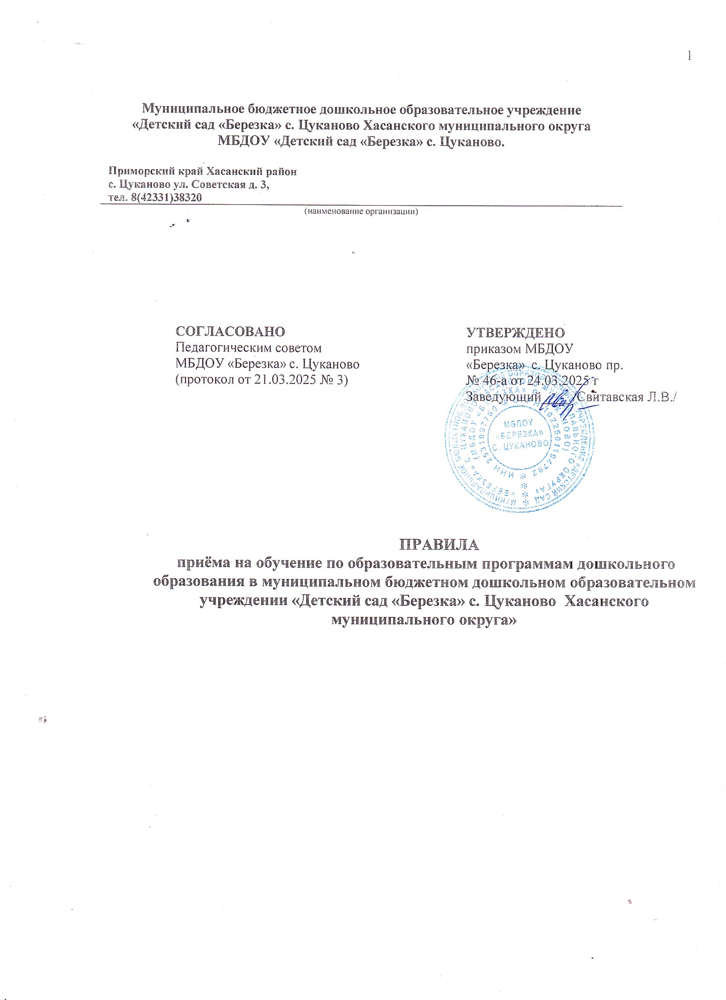 1
Муниципальное бюджетное дошкольное образовательное учреждение
«Детский сад «Березка» с. Цуканово Хасанского муниципального округа
МБДОУ «Детский сад «Березка» с. Цуканово.
Приморский край Хасанский район
с. Цуканово ул. Советская д. 3,
тел. 8(42331)38320
(наименование организации)
СОГЛАСОВАНО
Педагогическим советом
МБДОУ «Березка» с. Цуканово
(протокол от 21.03.2025 № 3)
УТВЕРЖДЕНО
приказом МБДОУ
«Березка» с. Цуканово пр.
№ 46-а от 24.03.2025 г
Заведующий /Свитавская Л.В./
МБДОУ
«БЕРЕЗКА»
С. ЦУКАНОВО
ПРАВИЛА
приёма на обучение по образовательным программам дошкольного
образования в муниципальном бюджетном дошкольном образовательном
учреждении «Детский сад «Березка» с. Цуканово Хасанского
муниципального округа»